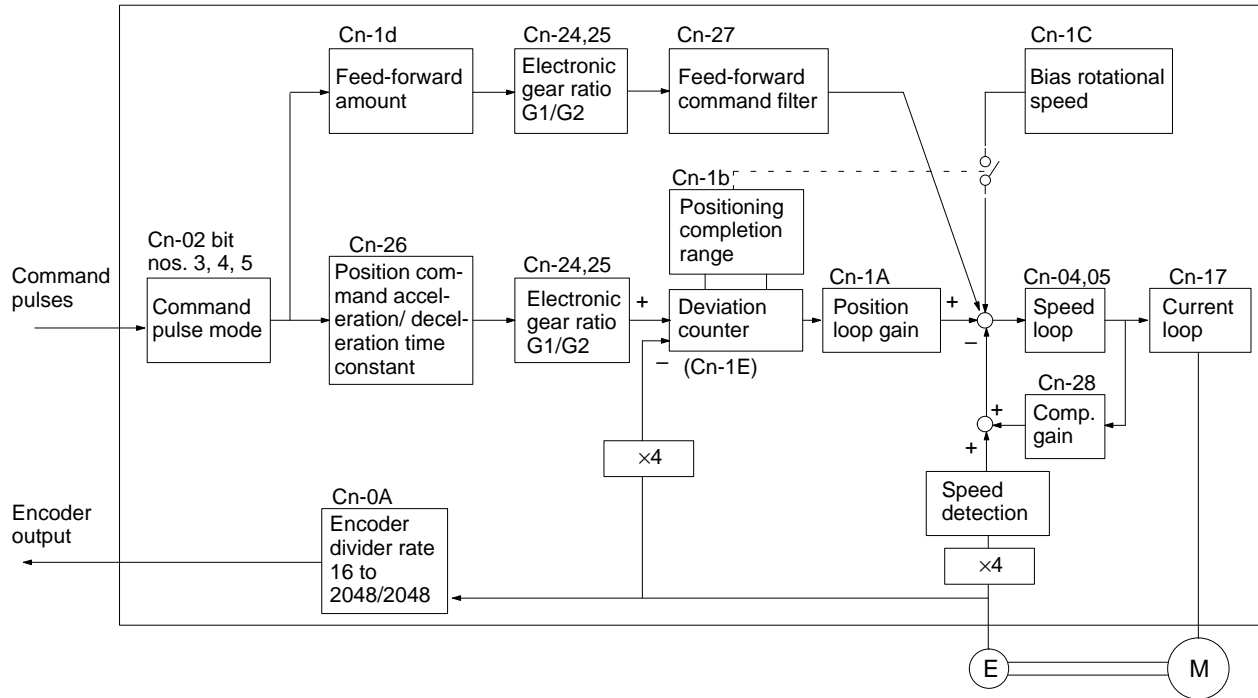 Cn-1d
Feed-forward
amount
Cn-24,25
Electronic
gear ratio
G1/G2
Cn-27
Feed-forward
command filter
Cn-1C
Bias rotational
speed
Cn-1b
Positioning
completion
range
Command
pulses
Cn-02 bit
nos. 3, 4, 5
Command
pulse mode
Cn-26
Position com-
mand accel-
eration/ decel-
eration time
constant
Cn-24,25
Electronic
gear ratio
G1/G2
+
−
Deviation
counter
(Cn-1E)
Cn-1A
Position
loop gain
+
−
Cn-04,05
Speed
loop
Cn-17
Current
loop
Cn-28
Comp.
gain
+
+
×4
Speed
detection
×4
Encoder
output
Cn-0A
Encoder
divider rate
16 to
2048/2048
E
M